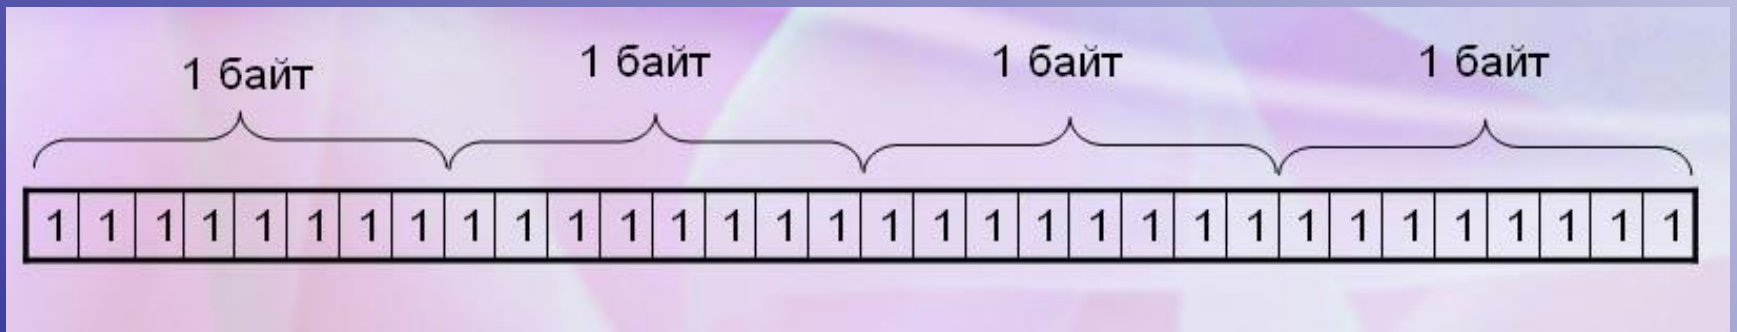 1 байт 1 байт 1 байт 1 байт
1 1 1 1 1 1 1 1 1 1 1 1 1 1 1 1 1 1 1 1 1 1 1 1 1 1 1 1 1 1 1 1